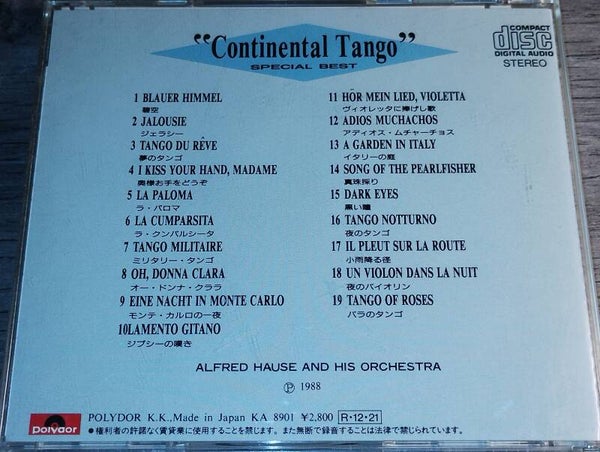 “Continental Tango”
SPECIAL BEST
COMPACT
disc
DIGITAL AUDIO
STEREO
1 BLAUER HIMMEL
碧空
2 JALOUSIE
ジェラシー
3 TANGO DU RÊVE
夢のタンゴ
4 I KISS YOUR HAND, MADAME
奥様お手をどうぞ
5 LA PALOMA
ラ・パロマ
6 LA CUMPARSITA
ラ・クンパルシータ
7 TANGO MILITAIRE
ミリタリー・タンゴ
8 OH, DONNA CLARA
オー・ドンナ・クララ
9 EINE NACHT IN MONTE CARLO
モンテ・カルロの一夜
10 LAMENTO GITANO
ジプシーの嘆き
11 HÖR MEIN LIED, VIOLETTA
ヴィオレッタに捧げし歌
12 ADIOS MUCHACHOS
アディオス・ムチャーチョス
13 A GARDEN IN ITALY
イタリーの庭
14 SONG OF THE PEARLFISHER
真珠採り
15 DARK EYES
黒い瞳
16 TANGO NOTTURNO
夜のタンゴ
17 IL PLEUT SUR LA ROUTE
小雨降る径
18 UN VIOLON DANS LA NUIT
夜のバイオリン
19 TANGO OF ROSES
バラのタンゴ
ALFRED HAUSE AND HIS ORCHESTRA
Ⓟ 1988
polydor
POLYDOR K.K.,Made in Japan KA 8901 ¥2,800 R・12・21
●権利者の許諾なく賃貸業に使用することを禁じます。また無断で録音することは法律で禁じられています。